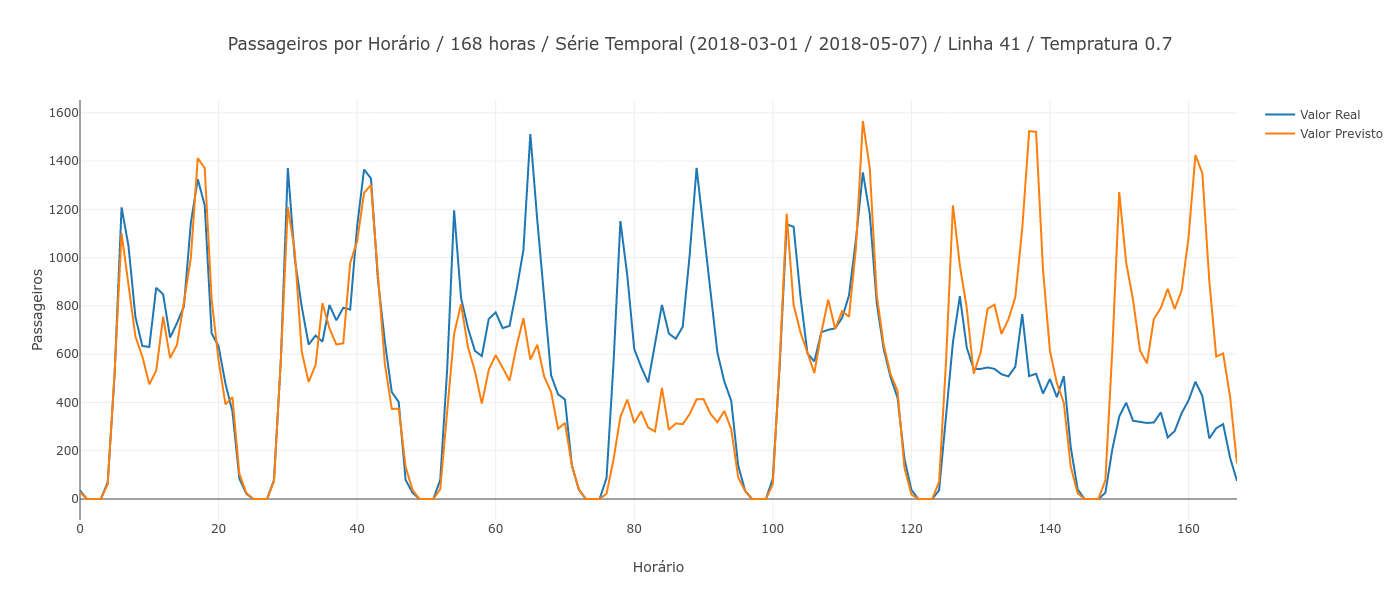 Passageiros por Horário / 168 horas / Série Temporal (2018-03-01 / 2018-05-07) / Linha 41 / Tempratura 0.7
Valor Real
Valor Previsto
Passageiros
1600
1400
1200
1000
800
600
400
200
0
0 20 40 60 80 100 120 140 160
Horário